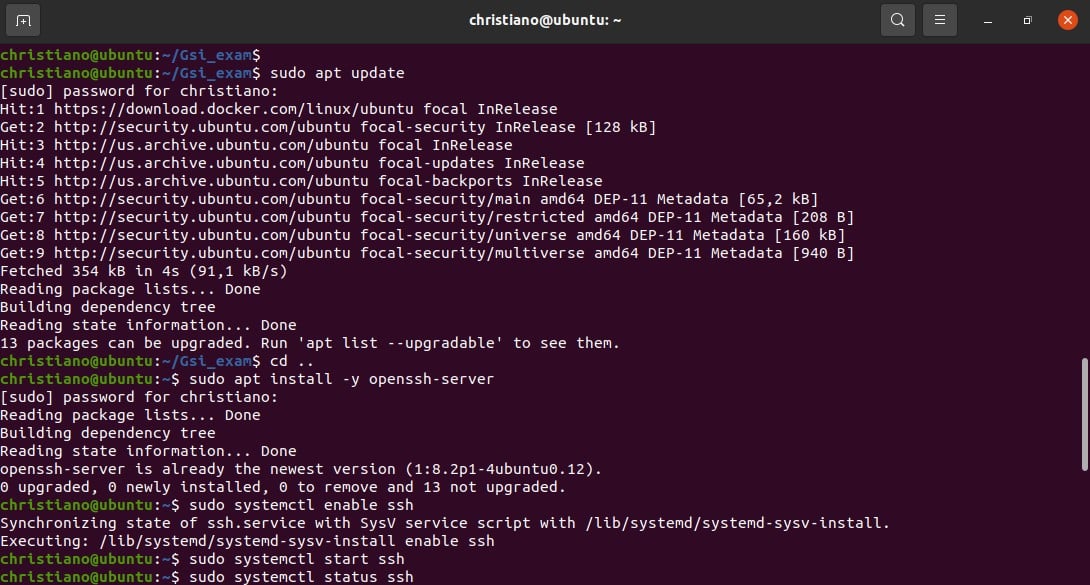 christiano@ubuntu: ~
christiano@ubuntu:~/Gsi_exam$
christiano@ubuntu:~/Gsi_exam$ sudo apt update
[sudo] password for christiano:
Hit:1 https://download.docker.com/linux/ubuntu focal InRelease
Get:2 http://security.ubuntu.com/ubuntu focal-security InRelease [128 kB]
Hit:3 http://us.archive.ubuntu.com/ubuntu focal InRelease
Hit:4 http://us.archive.ubuntu.com/ubuntu focal-updates InRelease
Hit:5 http://us.archive.ubuntu.com/ubuntu focal-backports InRelease
Get:6 http://security.ubuntu.com/ubuntu focal-security/main amd64 DEP-11 Metadata [65,2 kB]
Get:7 http://security.ubuntu.com/ubuntu focal-security/restricted amd64 DEP-11 Metadata [208 B]
Get:8 http://security.ubuntu.com/ubuntu focal-security/universe amd64 DEP-11 Metadata [160 kB]
Get:9 http://security.ubuntu.com/ubuntu focal-security/multiverse amd64 DEP-11 Metadata [940 B]
Fetched 354 kB in 4s (91,1 kB/s)
Reading package lists... Done
Building dependency tree
Reading state information... Done
13 packages can be upgraded. Run 'apt list --upgradable' to see them.
christiano@ubuntu:~/Gsi_exam$ cd ..
christiano@ubuntu:~$ sudo apt install -y openssh-server
[sudo] password for christiano:
Reading package lists... Done
Building dependency tree
Reading state information... Done
openssh-server is already the newest version (1:8.2p1-4ubuntu0.12).
0 upgraded, 0 newly installed, 0 to remove and 13 not upgraded.
christiano@ubuntu:~$ sudo systemctl enable ssh
Synchronizing state of ssh.service with SysV service script with /lib/systemd/systemd-sysv-install.
Executing: /lib/systemd/systemd-sysv-install enable ssh
christiano@ubuntu:~$ sudo systemctl start ssh
christiano@ubuntu:~$ sudo systemctl status ssh